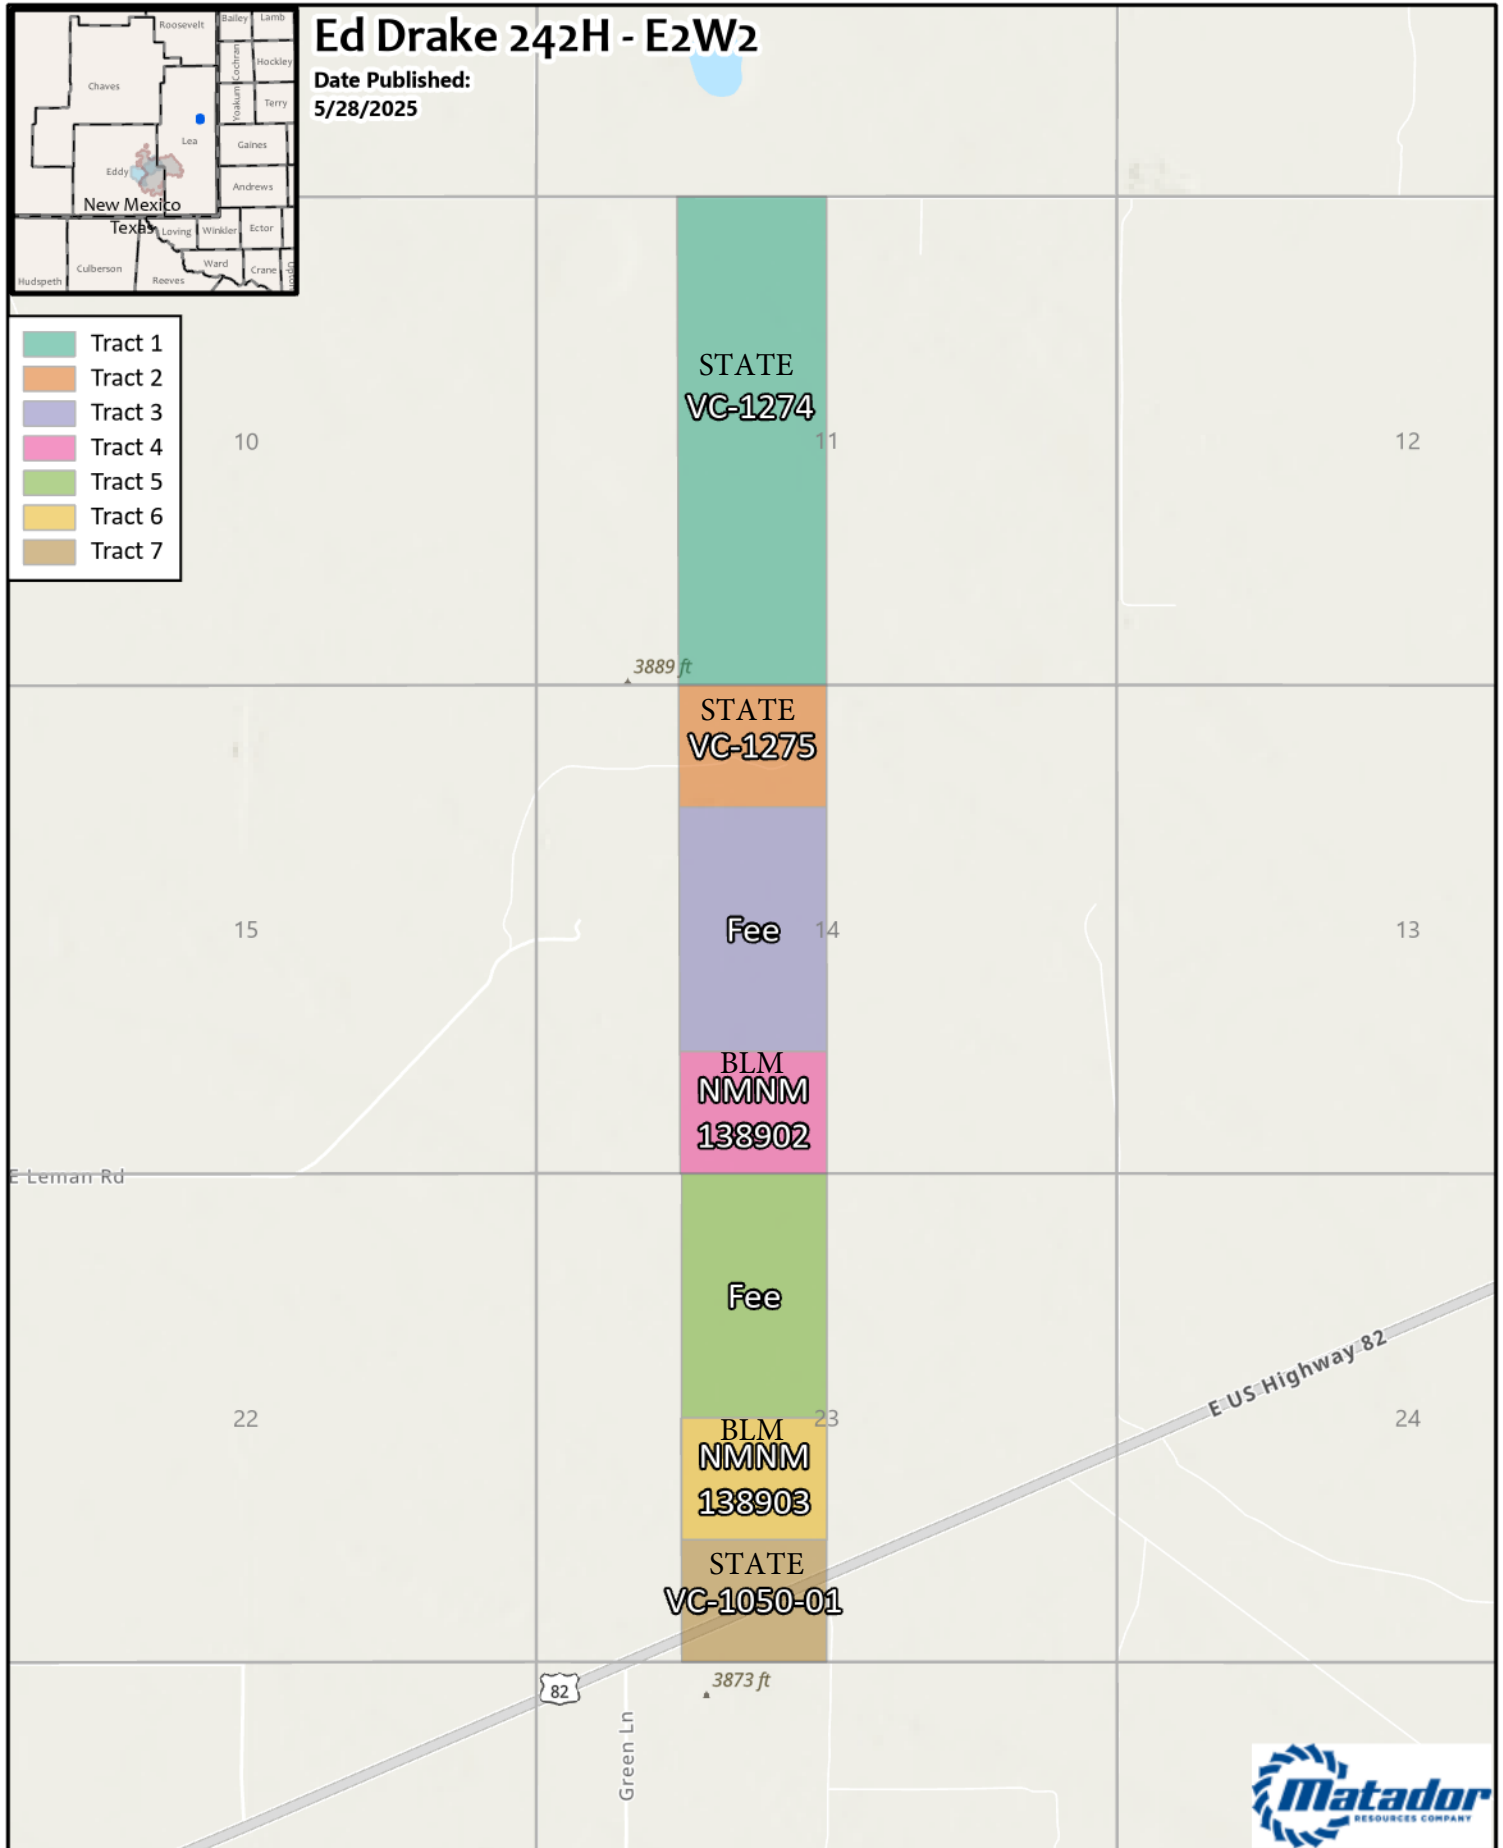 Ed Drake 242H - E2W2
Date Published:
5/28/2025
Roosevelt
Bailey
Lamb
Chaves
Cochran
Hockley
Yoakum
Terry
Lea
Gaines
Eddy
Andrews
New Mexico
Texas
Loving
Winkler
Ector
Ward
Culberson
Crane
Upton
Hudspeth
Reeves
Tract 1
Tract 2
Tract 3
Tract 4
Tract 5
Tract 6
Tract 7
STATE
VC-1274
10
11
12
3889 ft
STATE
VC-1275
15
Fee
14
13
BLM
NMNM
138902
E Leman Rd
Fee
E US Highway 82
22
23
24
BLM
NMNM
138903
STATE
VC-1050-01
82
3873 ft
Green Ln
Matador
RESOURCES COMPANY